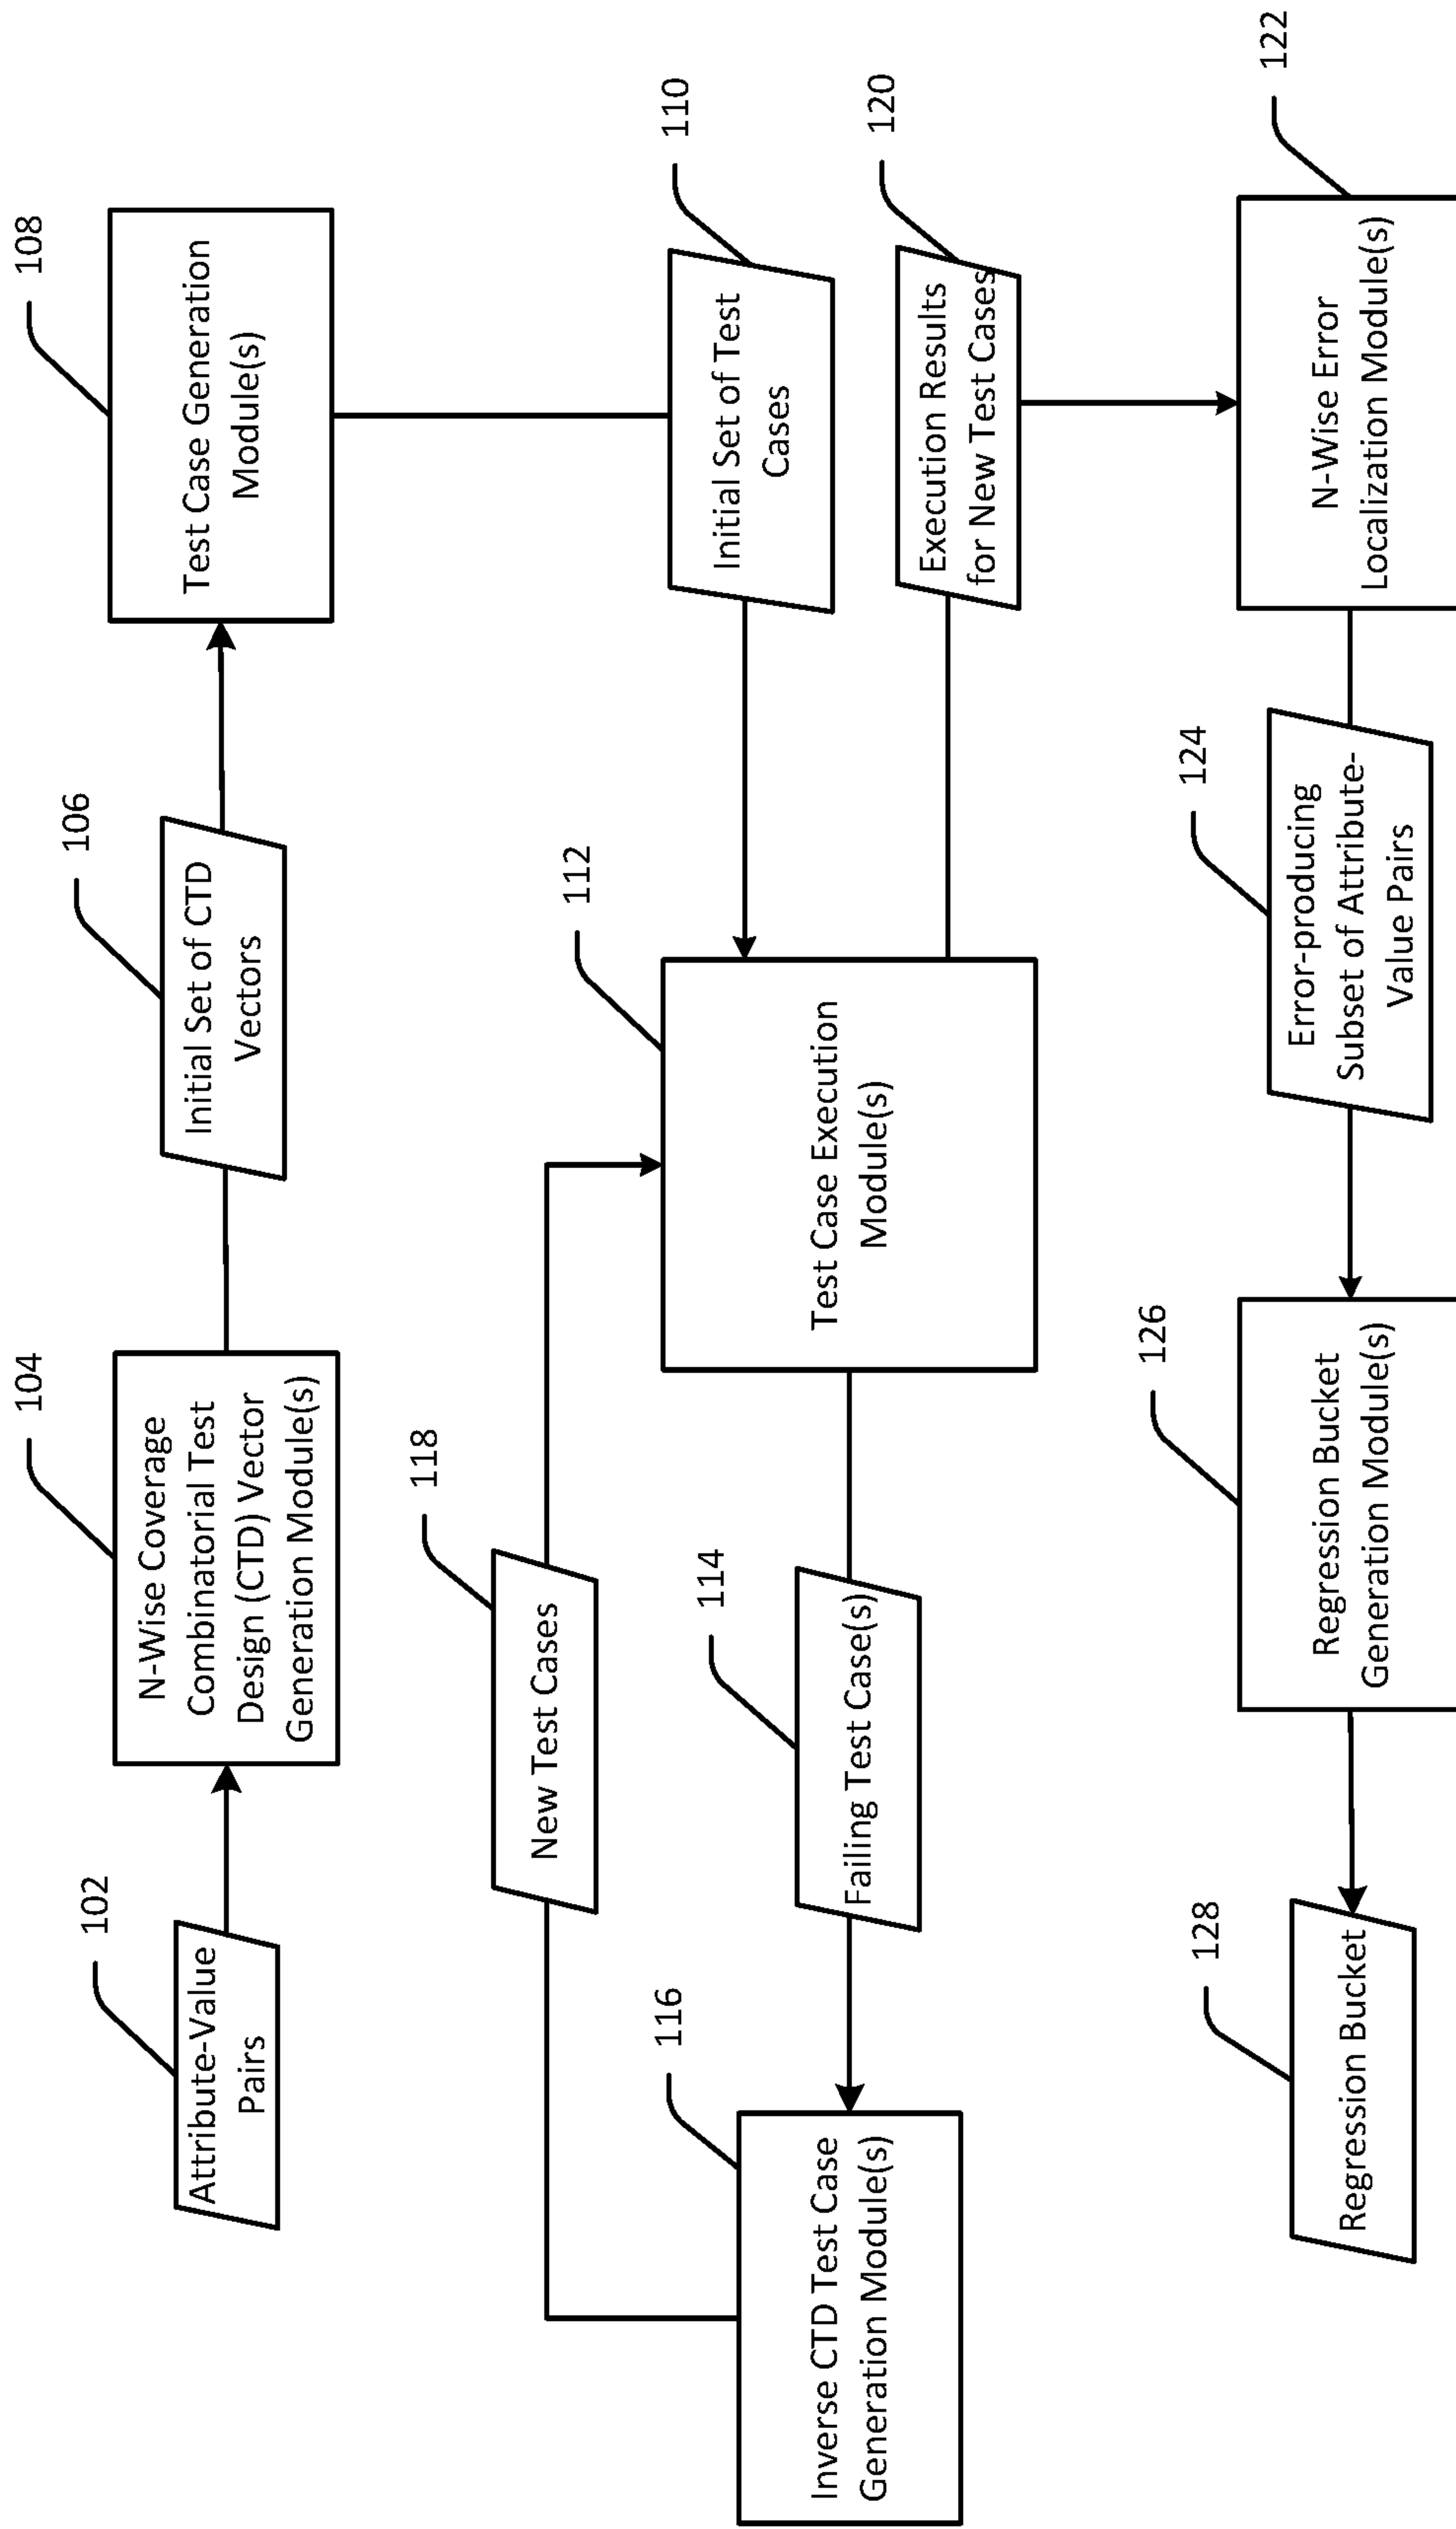 102
Attribute-Value
Pairs
104
N-Wise Coverage
Combinatorial Test
Design (CTD) Vector
Generation Module(s)
106
Initial Set of CTD
Vectors
108
Test Case Generation
Module(s)
110
Initial Set of Test
Cases
112
Test Case Execution
Module(s)
118
New Test Cases
114
Failing Test Case(s)
116
Inverse CTD Test Case
Generation Module(s)
120
Execution Results
for New Test Cases
122
N-Wise Error
Localization Module(s)
124
Error-producing
Subset of Attribute-
Value Pairs
126
Regression Bucket
Generation Module(s)
128
Regression Bucket